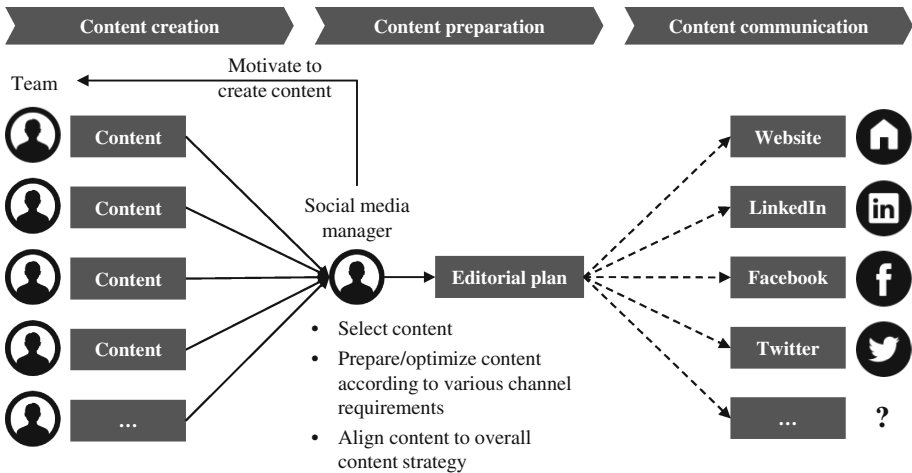 Content creation
Content preparation
Content communication
Team
Motivate to
create content
Content
Content
Content
Content
...
Social media
manager
Editorial plan
• Select content
• Prepare/optimize content
according to various channel
requirements
• Align content to overall
content strategy
Website
LinkedIn
in
Facebook
f
Twitter
...
?